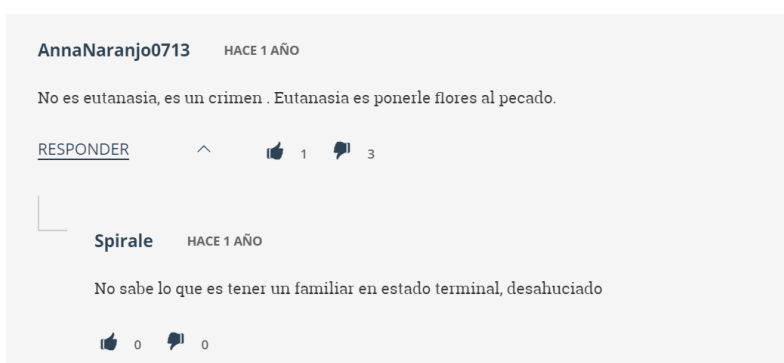 AnnaNaranjo0713 HACE 1 AÑO
No es eutanasia, es un crimen . Eutanasia es ponerle flores al pecado.
RESPONDER 1 3
Spirale HACE 1 AÑO
No sabe lo que es tener un familiar en estado terminal, desahuciado
0 0